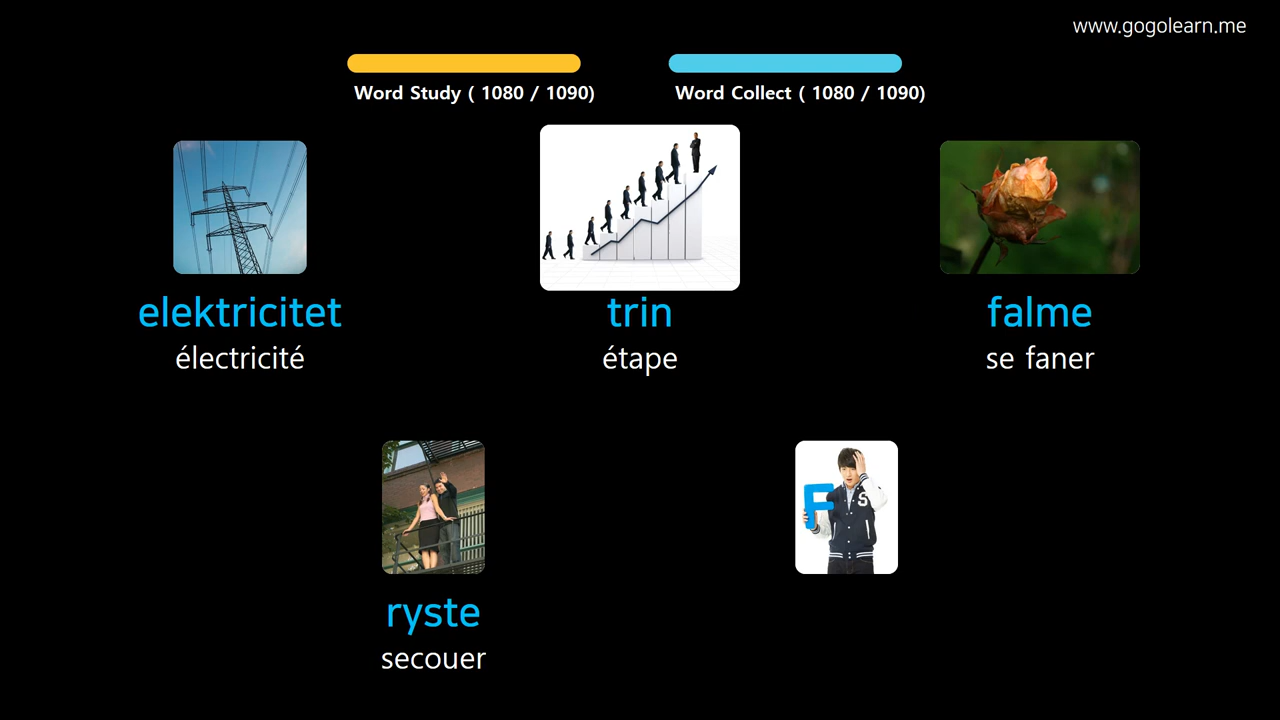 www.gogolearn.me
Word Study ( 1080 / 1090)
Word Collect ( 1080 / 1090)
elektricitet
électricité
trin
étape
falme
se faner
F
S
ryste
secouer